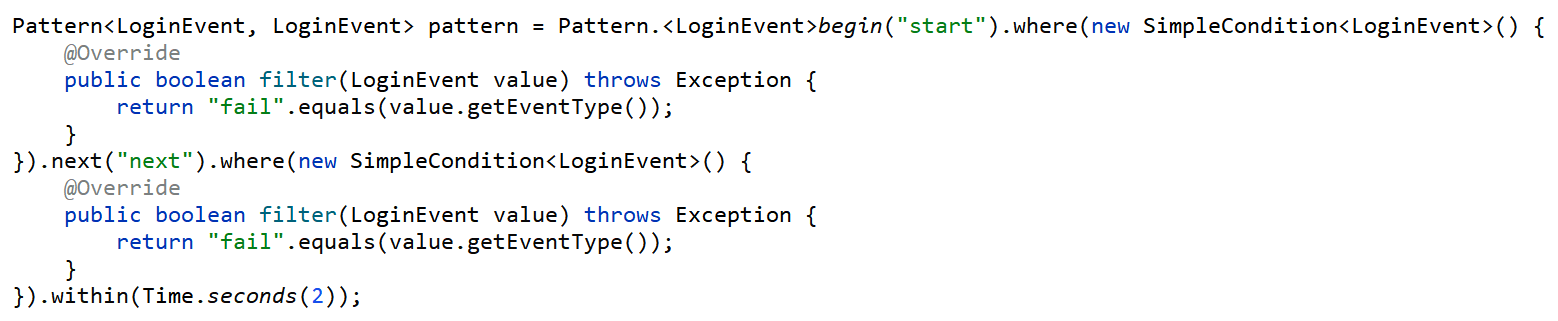 Pattern<LoginEvent, LoginEvent> pattern = Pattern.<LoginEvent>begin("start").where(new SimpleCondition<LoginEvent>() {
    @Override
    public boolean filter(LoginEvent value) throws Exception {
        return "fail".equals(value.getEventType());
    }
}).next("next").where(new SimpleCondition<LoginEvent>() {
    @Override
    public boolean filter(LoginEvent value) throws Exception {
        return "fail".equals(value.getEventType());
    }
}).within(Time.seconds(2));